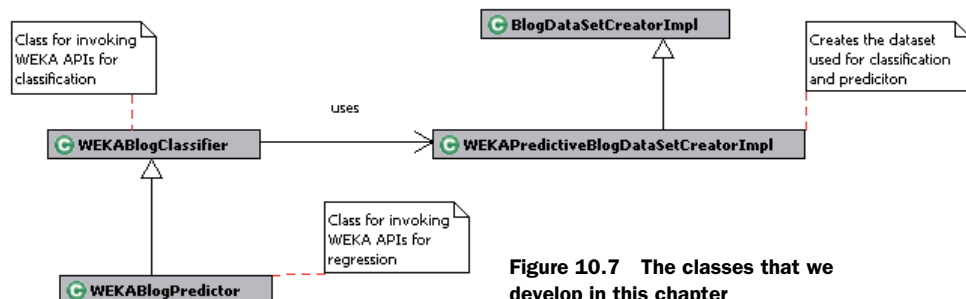 Class for invoking
WEKA APIs for
classification
BlogDataSetCreatorImpl
Creates the dataset
used for classification
and prediciton
uses
WEKABlogClassifier
WEKAPredictiveBlogDataSetCreatorImpl
Class for invoking
WEKA APIs for
regression
WEKABlogPredictor
Figure 10.7 The classes that we
develop in this chapter